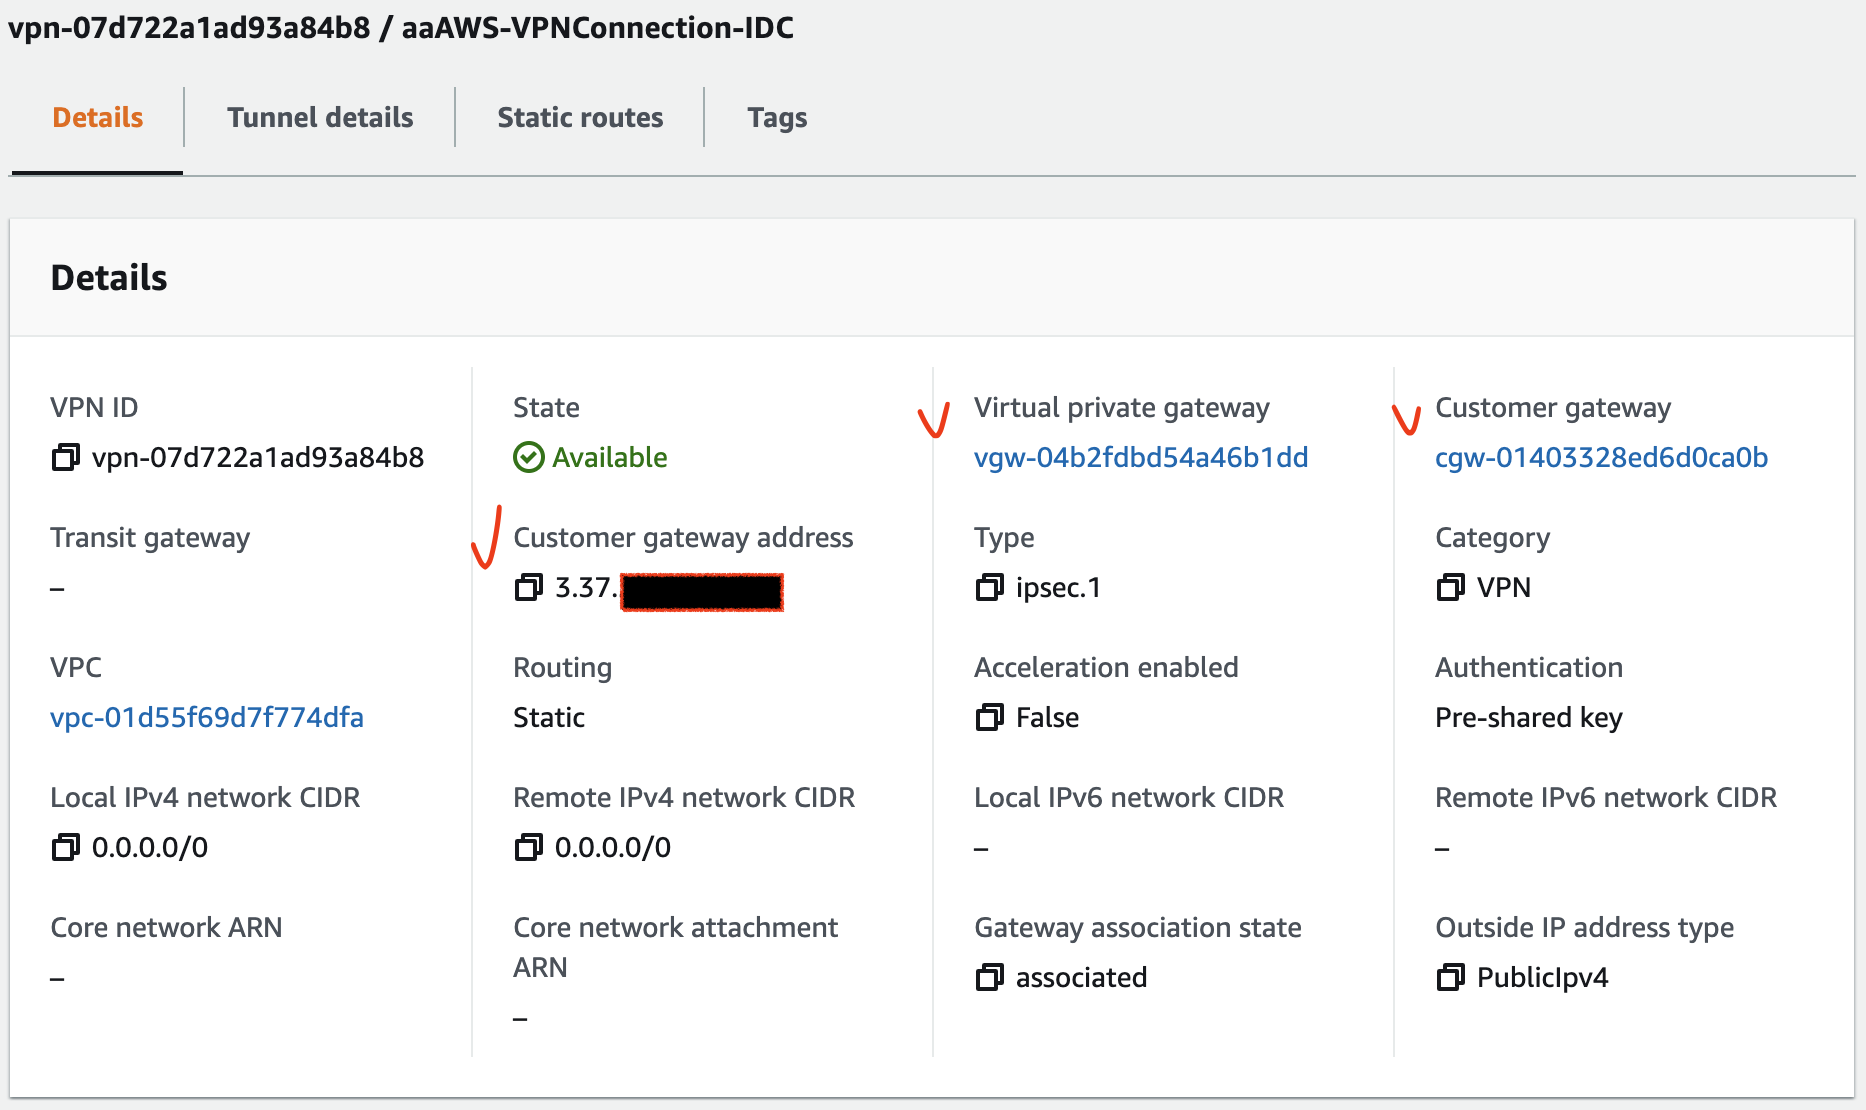 vpn-07d722a1ad93a84b8 / aaAWS-VPNConnection-IDC
Details
Tunnel details
Static routes
Tags
Details
VPN ID
vpn-07d722a1ad93a84b8
State
Available
Virtual private gateway
vgw-04b2fdbd54a46b1dd
Customer gateway
cgw-01403328ed6d0ca0b
Transit gateway
–
Customer gateway address
3.37.
Type
ipsec.1
Category
VPN
VPC
vpc-01d55f69d7f774dfa
Routing
Static
Acceleration enabled
False
Authentication
Pre-shared key
Local IPv4 network CIDR
0.0.0.0/0
Remote IPv4 network CIDR
0.0.0.0/0
Local IPv6 network CIDR
–
Remote IPv6 network CIDR
–
Core network ARN
–
Core network attachment
ARN
–
Gateway association state
associated
Outside IP address type
PublicIpv4